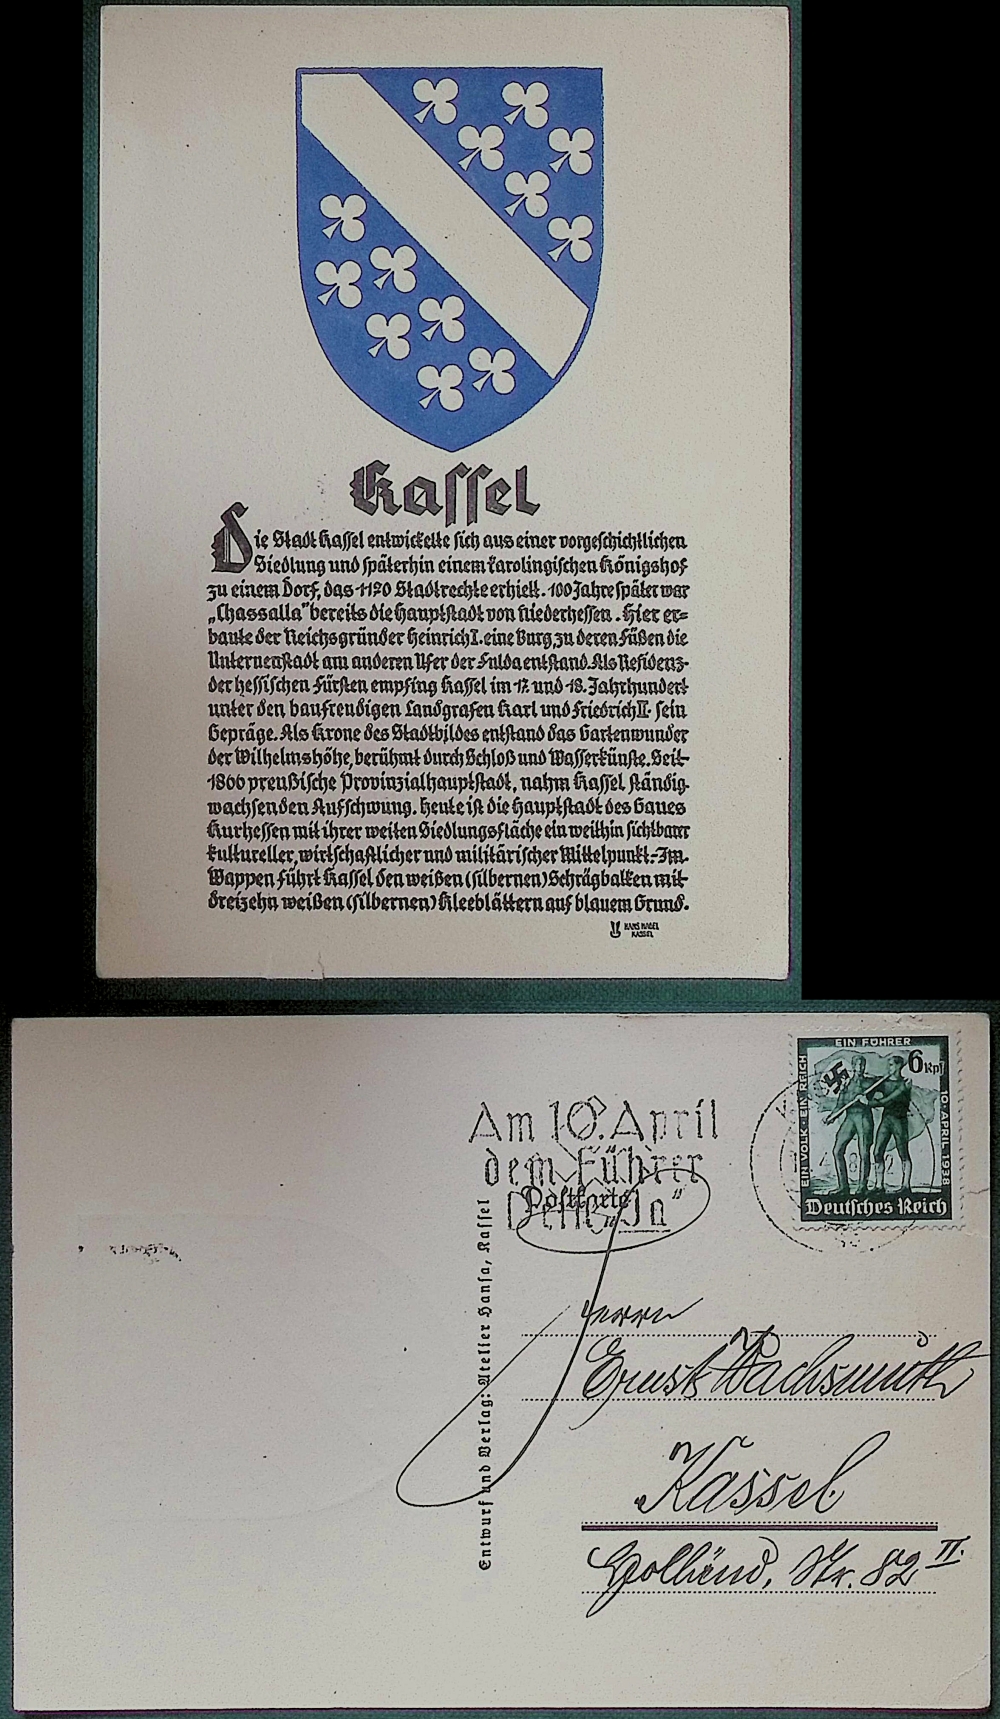 Kassel
Die Stadt Kassel entwickelte sich aus einer vorgeschichtlichen
Siedlung und späterhin einem karolingischen Königshof
zu einem Dorf, das 1120 Stadtrechte erhielt. 100 Jahre später war
„Chassalla" bereits die Hauptstadt von Niederhessen. Hier er=
baute der Reichsgründer Heinrich I. eine Burg, zu deren Füßen die
Unterneustadt am anderen Ufer der Fulda entstand. Als Residenz
der hessischen Fürsten empfing Kassel im 17. und 18. Jahrhundert
unter den baufreudigen Landgrafen Karl und Friedrich II. sein
Gepräge. Als Krone des Stadtbildes entstand das Gartenwunder
der Wilhelmshöhe, berühmt durch Schloß und Wasserkünste. Seit
1866 preußische Provinzialhauptstadt, nahm Kassel ständig
wachsenden Aufschwung. Heute ist die Hauptstadt des Gaues
Kurhessen mit ihrer weiten Siedlungsfläche ein weithin sichtbarer
kultureller, wirtschaftlicher und militärischer Mittelpunkt.-Im
Wappen führt Kassel den weißen (silbernen) Schrägbalken mit
dreizehn weißen (silbernen) Kleeblättern auf blauem Grund.
HANS NAGEL
KASSEL
EIN VOLK · EIN REICH
EIN FÜHRER
6 Rpf
10. APRIL 1938
Deutsches Reich
Am 10. April
dem Führer
Dein „Ja"
Postkarte
Entwurf und Verlag: Atelier Hansa, Kassel
Herrn
Ernst Wachsmuth
Kassel
Holländ. Str. 82 II.